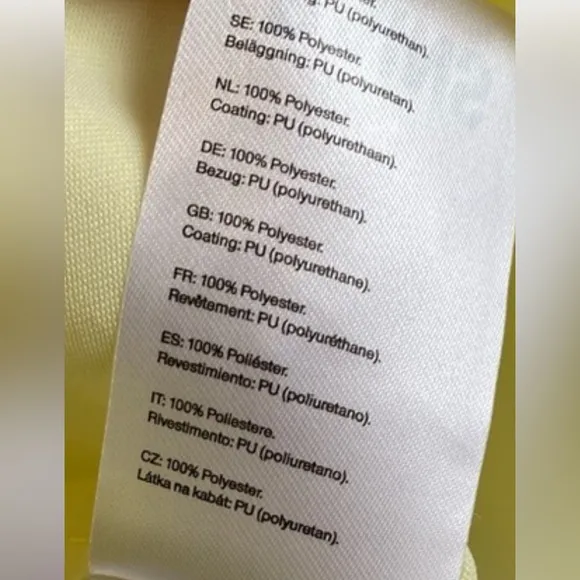 PU (polyurethan).
SE: 100% Polyester.
Beläggning: PU (polyuretan).
NL: 100% Polyester.
Coating: PU (polyurethaan).
DE: 100% Polyester.
Bezug: PU (polyurethan).
GB: 100% Polyester.
Coating: PU (polyurethane).
FR: 100% Polyester.
Revêtement: PU (polyuréthane).
ES: 100% Poliéster.
Revestimiento: PU (poliuretano).
IT: 100% Poliestere.
Rivestimento: PU (poliuretano).
CZ: 100% Polyester.
Látka na kabát: PU (polyuretan).